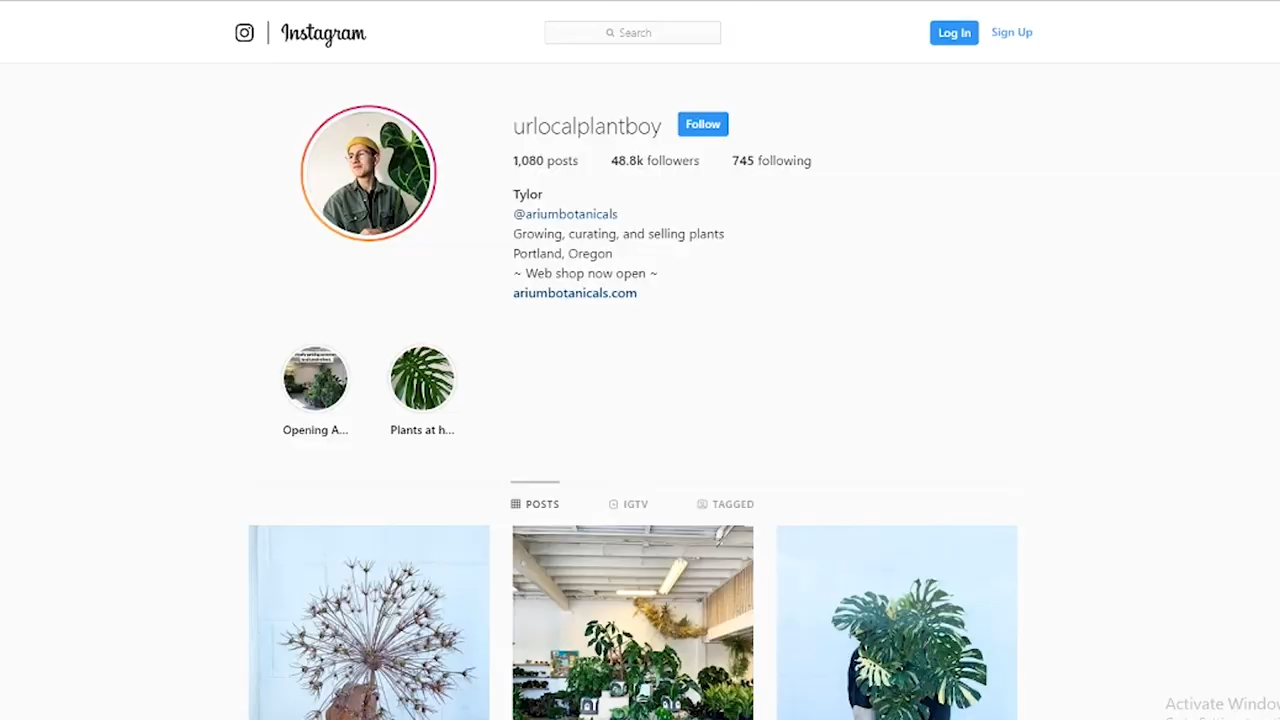 Instagram
Search
Log In
Sign Up
urlocalplantboy
Follow
1,080 posts
48.8k followers
745 following
Tylor
@ariumbotanicals
Growing, curating, and selling plants
Portland, Oregon
~ Web shop now open ~
ariumbotanicals.com
Opening A...
Plants at h...
POSTS
IGTV
TAGGED
Activate Windo